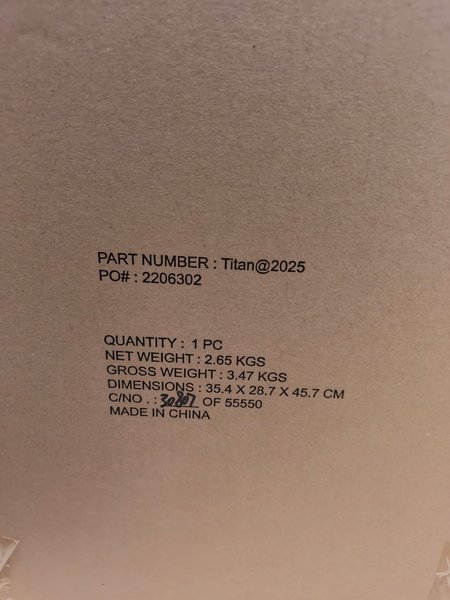 PART NUMBER : Titan@2025
PO# : 2206302
QUANTITY : 1 PC
NET WEIGHT : 2.65 KGS
GROSS WEIGHT : 3.47 KGS
DIMENSIONS : 35.4 X 28.7 X 45.7 CM
C/NO . : OF 55550
MADE IN CHINA